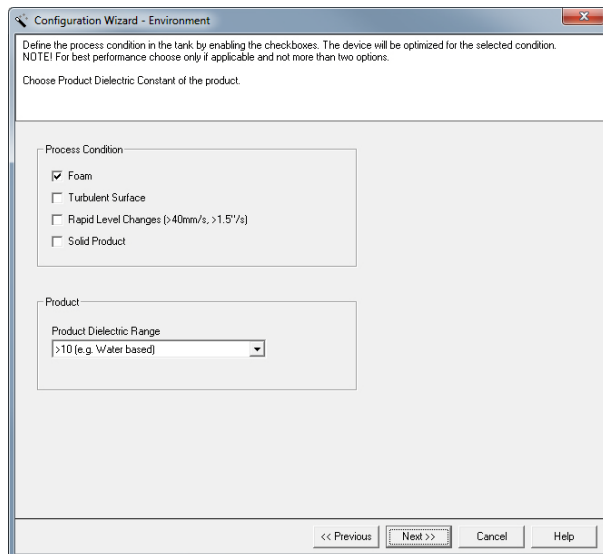 Configuration Wizard - Environment
Define the process condition in the tank by enabling the checkboxes. The device will be optimized for the selected condition.
NOTE! For best performance choose only if applicable and not more than two options.
Choose Product Dielectric Constant of the product.
Process Condition
Foam
Turbulent Surface
Rapid Level Changes (>40mm/s, >1.5"/s)
Solid Product
Product
Product Dielectric Range
>10 (e.g. Water based)
<< Previous
Next >>
Cancel
Help